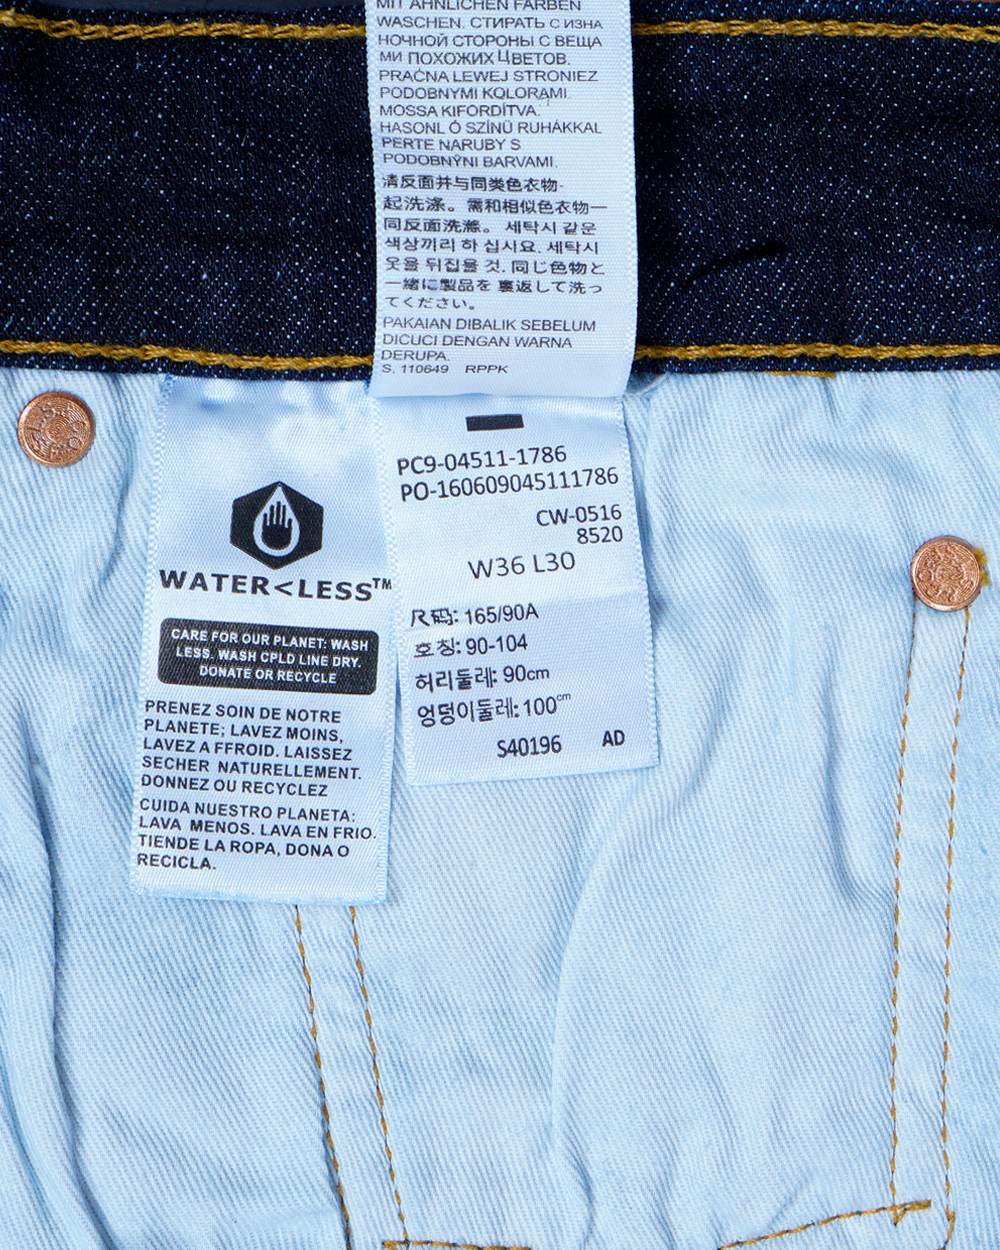 MIT ÄHNLICHEN FARBEN
WASCHEN. СТИРАТЬ С ИЗНА
НОЧНОЙ СТОРОНЫ С ВЕЩА
МИ ПОХОЖИХ ЦВЕТОВ.
PRAĆNA LEWEJ STRONIEZ
PODOBNYMI KOLORAMI.
MOSSA KIFORDÍTVA.
HASONL Ó SZÍNŰ RUHÁKKAL
PERTE NARUBY S
PODOBNÝNI BARVAMI.
清反面并与同类色衣物-
起洗涤。需和相似色衣物一
同反面洗滌。 세탁시 같은
색상끼리 하 십시요. 세탁시
옷을 뒤집을 것. 同じ色物と
一緒に製品を 裏返して洗っ
てください。
PAKAIAN DIBALIK SEBELUM
DICUCI DENGAN WARNA
DERUPA.
S. 110649 RPPK
PC9-04511-1786
PO-160609045111786
CW-0516
8520
W36 L30
尺码: 165/90A
호칭: 90-104
허리둘레: 90cm
엉덩이둘레: 100cm
S40196 AD
WATER<LESS™
CARE FOR OUR PLANET: WASH
LESS. WASH CPLD LINE DRY.
DONATE OR RECYCLE
PRENEZ SOIN DE NOTRE
PLANETE; LAVEZ MOINS,
LAVEZ A FFROID. LAISSEZ
SECHER NATURELLEMENT.
DONNEZ OU RECYCLEZ
CUIDA NUESTRO PLANETA:
LAVA MENOS. LAVA EN FRIO.
TIENDE LA ROPA, DONA O
RECICLA.